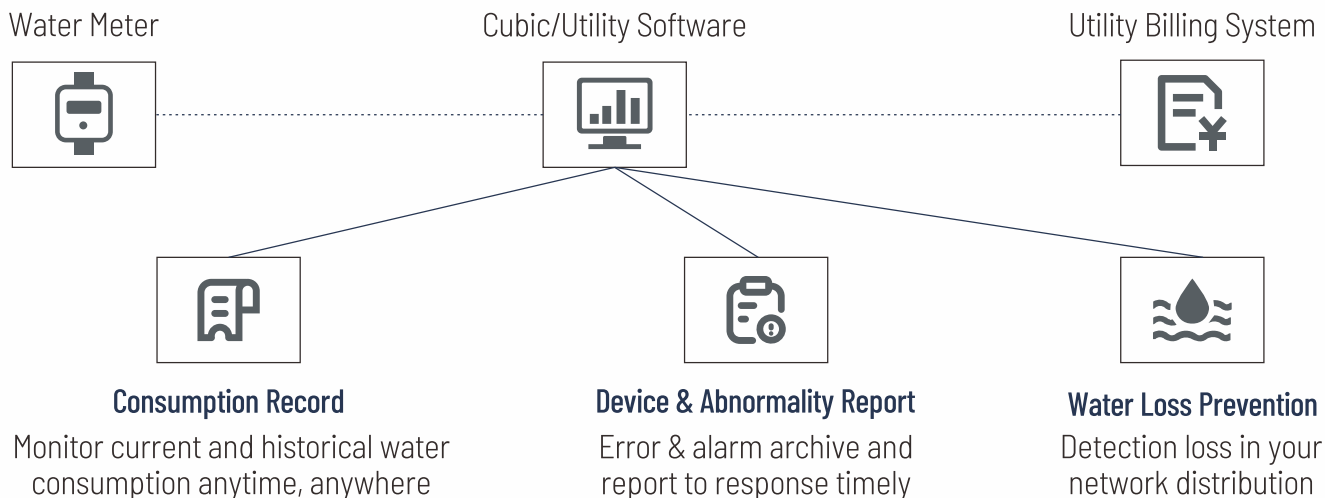 Water Meter
Cubic/Utility Software
Utility Billing System
Consumption Record
Monitor current and historical water
consumption anytime, anywhere
Device & Abnormality Report
Error & alarm archive and
report to response timely
Water Loss Prevention
Detection loss in your
network distribution